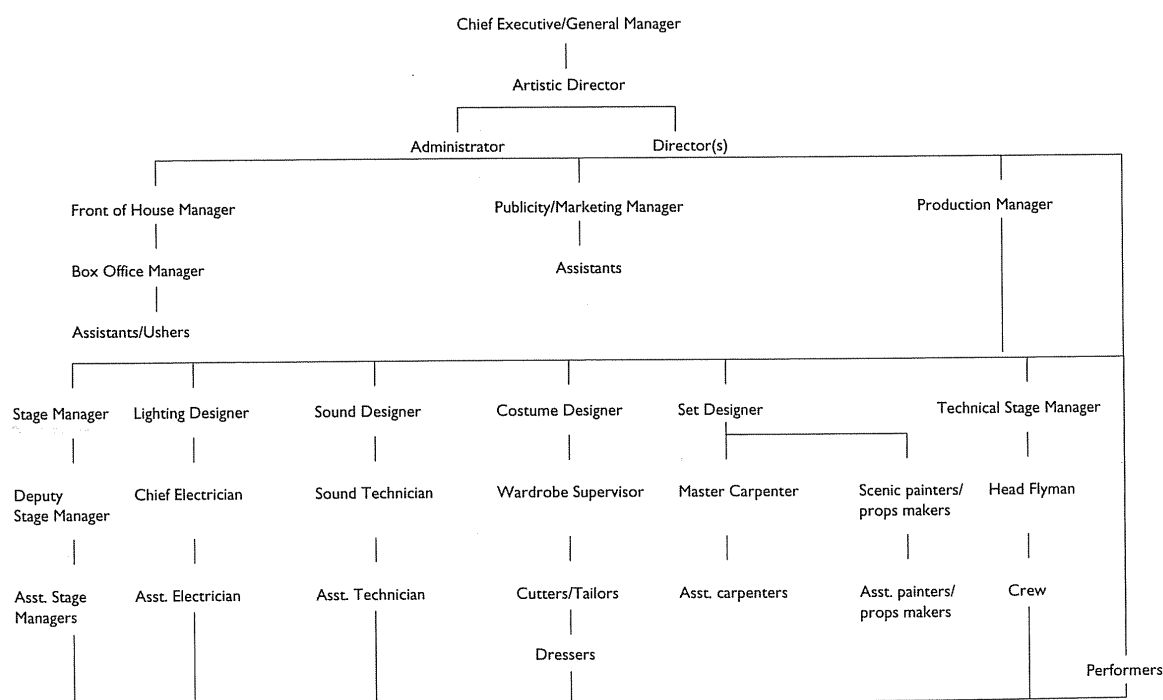 Chief Executive/General Manager
Artistic Director
Administrator
Director(s)
Front of House Manager
Publicity/Marketing Manager
Production Manager
Box Office Manager
Assistants
Assistants/Ushers
Stage Manager
Lighting Designer
Sound Designer
Costume Designer
Set Designer
Technical Stage Manager
Deputy
Stage Manager
Chief Electrician
Sound Technician
Wardrobe Supervisor
Master Carpenter
Scenic painters/
props makers
Head Flyman
Asst. Stage
Managers
Asst. Electrician
Asst. Technician
Cutters/Tailors
Asst. carpenters
Asst. painters/
props makers
Crew
Dressers
Performers